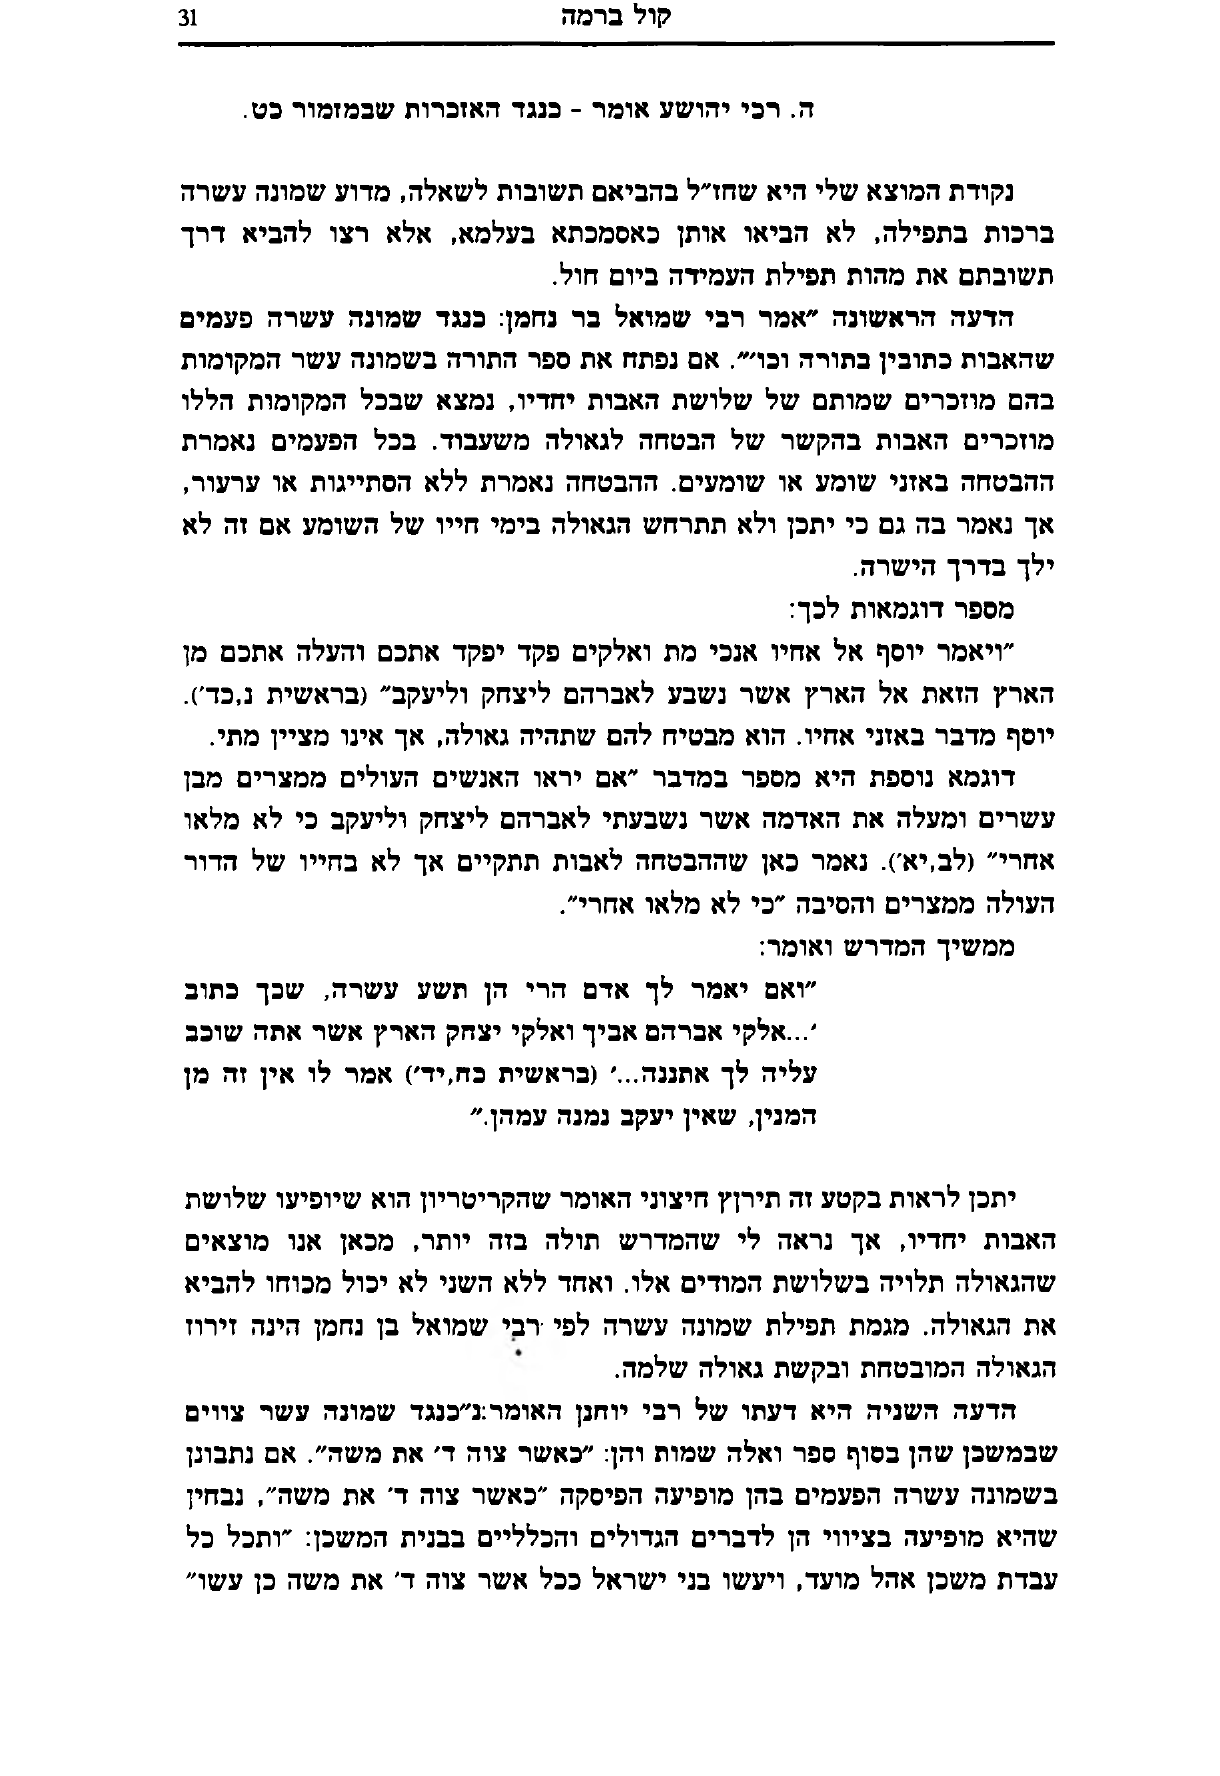 קול ברמה 31
ה. רבי יהושע אומר - כנגד האזכרות שבמזמור כט.
נקודת המוצא שלי היא שחז״ל בהביאם תשובות לשאלה, מדוע שמונה עשרה
ברכות בתפילה, לא הביאו אותן כאסמכתא בעלמא, אלא רצו להביא דרך
תשובתם את מהות תפילת העמידה ביום חול.
הדעה הראשונה ״אמר רבי שמואל בר נחמן: כנגד שמונה עשרה פעמים
שהאבות כתובין בתורה וכו׳״. אם נפתח את ספר התורה בשמונה עשר המקומות
בהם מוזכרים שמותם של שלושת האבות יחדיו, נמצא שבכל המקומות הללו
מוזכרים האבות בהקשר של הבטחה לגאולה משעבוד. בכל הפעמים נאמרת
ההבטחה באזני שומע או שומעים. ההבטחה נאמרת ללא הסתייגות או ערעור,
אך נאמר בה גם כי יתכן ולא תתרחש הגאולה בימי חייו של השומע אם זה לא
ילך בדרך הישרה.
מספר דוגמאות לכך:
״ויאמר יוסף אל אחיו אנכי מת ואלקים פקד יפקד אתכם והעלה אתכם מן
הארץ הזאת אל הארץ אשר נשבע לאברהם ליצחק וליעקב״ (בראשית נ,כד׳).
יוסף מדבר באזני אחיו. הוא מבטיח להם שתהיה גאולה, אך אינו מציין מתי.
דוגמא נוספת היא מספר במדבר ״אם יראו האנשים העולים ממצרים מבן
עשרים ומעלה את האדמה אשר נשבעתי לאברהם ליצחק וליעקב כי לא מלאו
אחרי״ (לב,יא׳). נאמר כאן שההבטחה לאבות תתקיים אך לא בחייו של הדור
העולה ממצרים והסיבה ״כי לא מלאו אחרי״.
ממשיך המדרש ואומר:
״ואם יאמר לך אדם הרי הן תשע עשרה, שכך כתוב
׳...אלקי אברהם אביך ואלקי יצחק הארץ אשר אתה שוכב
עליה לך אתננה...׳ (בראשית כח,יד׳) אמר לו אין זה מן
המנין, שאין יעקב נמנה עמהן.״
יתכן לראות בקטע זה תירןץ חיצוני האומר שהקריטריון הוא שיופיעו שלושת
האבות יחדיו, אך נראה לי שהמדרש תולה בזה יותר, מכאן אנו מוצאים
שהגאולה תלויה בשלושת המודים אלו. ואחד ללא השני לא יכול מכוחו להביא
את הגאולה. מגמת תפילת שמונה עשרה לפי רבי שמואל בן נחמן הינה זירוז
הגאולה המובטחת ובקשת גאולה שלמה.
הדעה השניה היא דעתו של רבי יוחנן האומר:נ״כנגד שמונה עשר צווים
שבמשכן שהן בסוף ספר ואלה שמות והן: ״כאשר צוה ד׳ את משה״. אם נתבונן
בשמונה עשרה הפעמים בהן מופיעה הפיסקה ״כאשר צוה ד׳ את משה״, נבחין
שהיא מופיעה בציווי הן לדברים הגדולים והכלליים בבנית המשכן: ״ותכל כל
עבדת משכן אהל מועד, ויעשו בני ישראל ככל אשר צוה ד׳ את משה כן עשו״